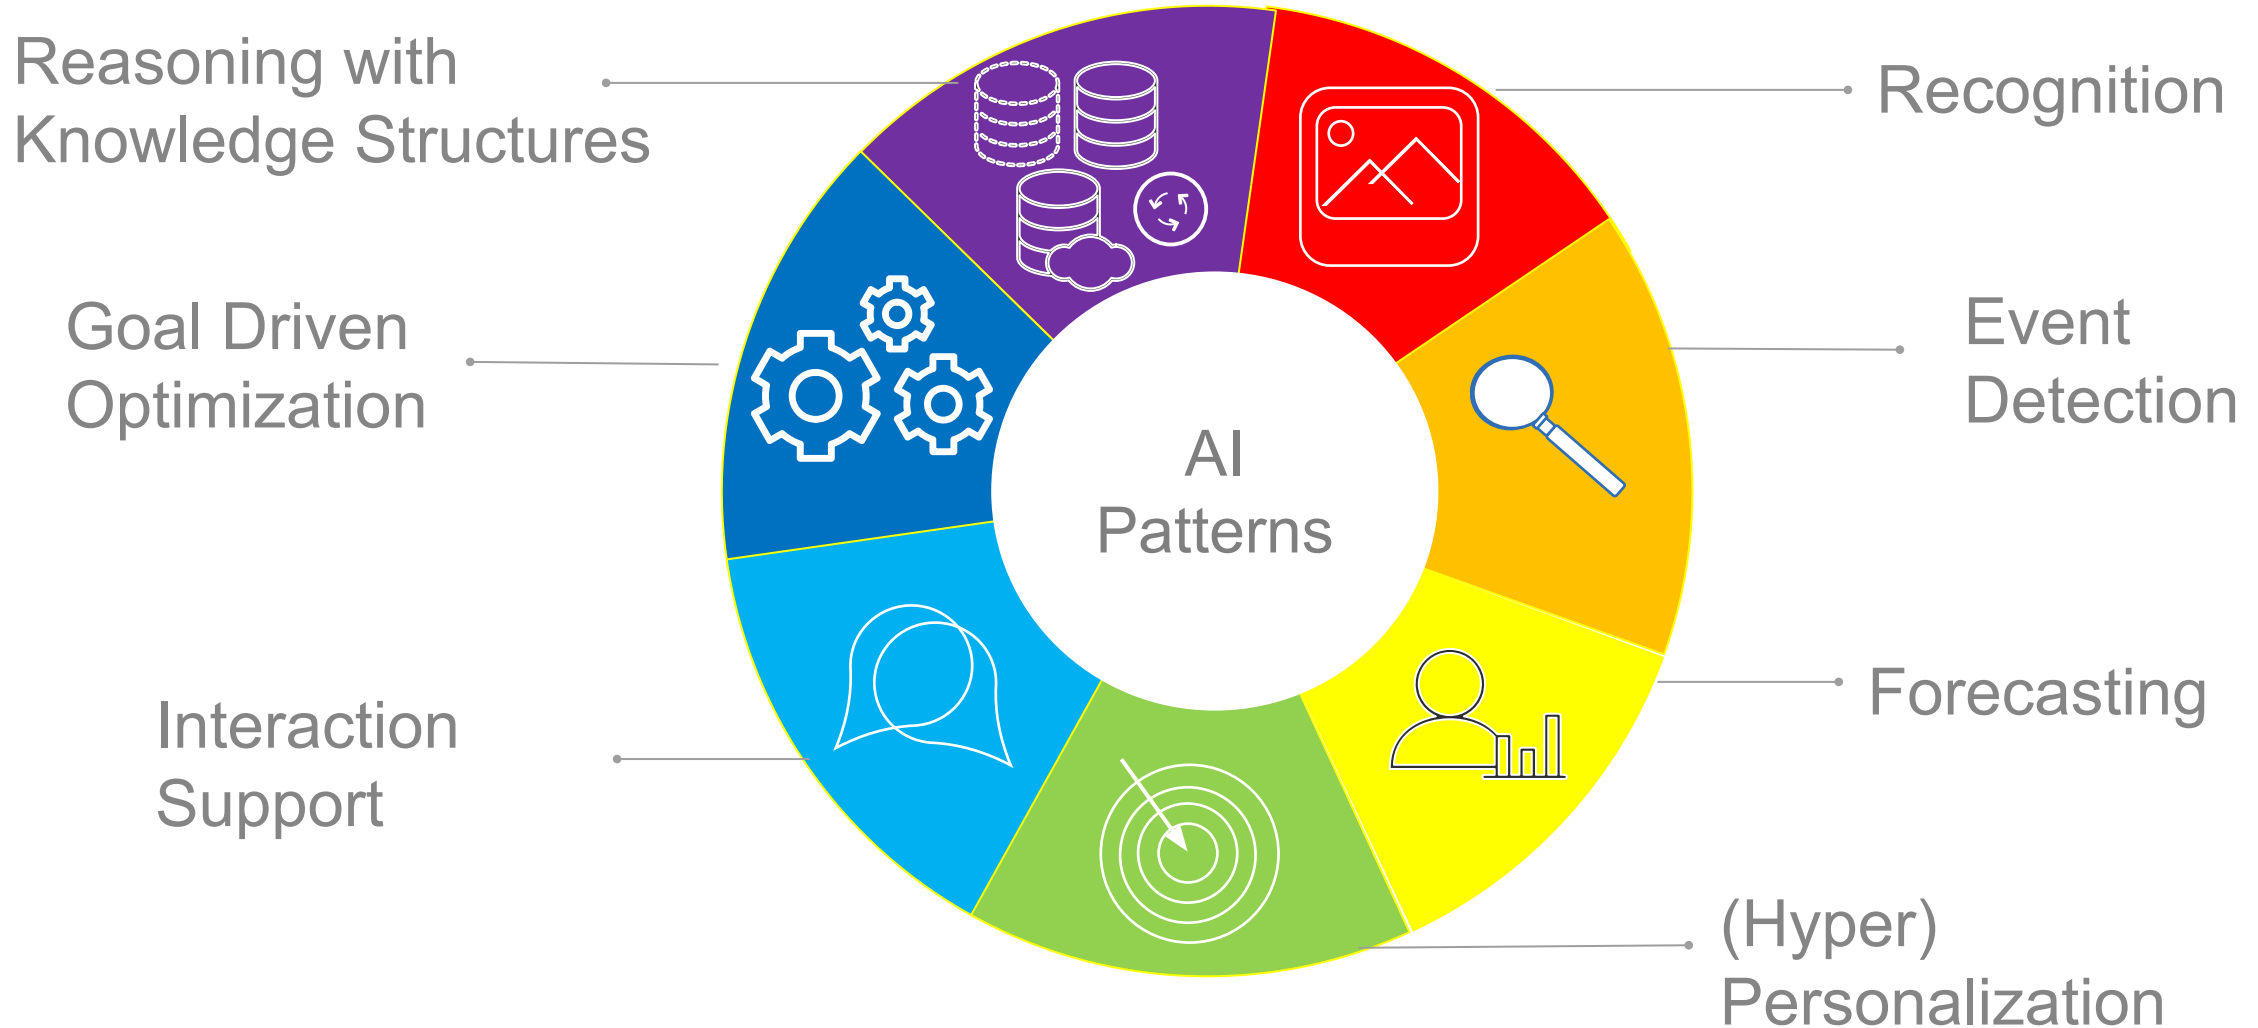 Reasoning with
Knowledge Structures
Recognition
Goal Driven
Optimization
Event
Detection
AI
Patterns
Interaction
Support
Forecasting
(Hyper)
Personalization